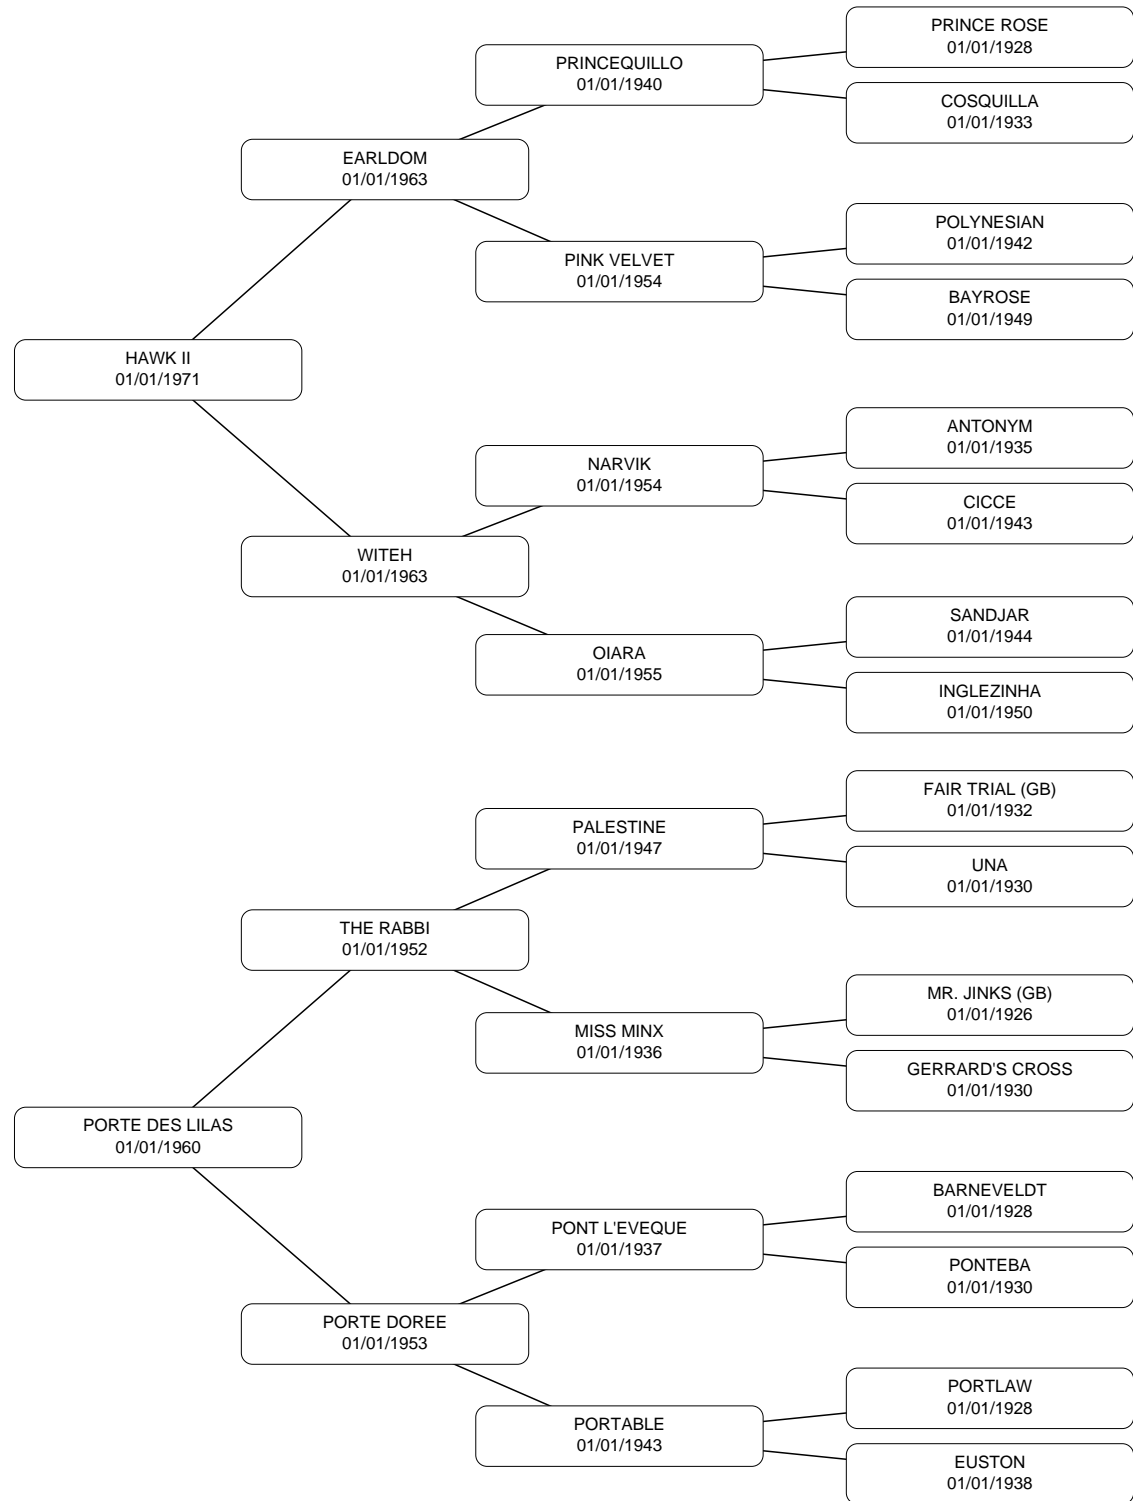 PRINCE ROSE
01/01/1928
PRINCEQUILLO
01/01/1940
COSQUILLA
01/01/1933
EARLDOM
01/01/1963
POLYNESIAN
01/01/1942
PINK VELVET
01/01/1954
BAYROSE
01/01/1949
HAWK II
01/01/1971
ANTONYM
01/01/1935
NARVIK
01/01/1954
CICCE
01/01/1943
WITEH
01/01/1963
SANDJAR
01/01/1944
OIARA
01/01/1955
INGLEZINHA
01/01/1950
FAIR TRIAL (GB)
01/01/1932
PALESTINE
01/01/1947
UNA
01/01/1930
THE RABBI
01/01/1952
MR. JINKS (GB)
01/01/1926
MISS MINX
01/01/1936
GERRARD'S CROSS
01/01/1930
PORTE DES LILAS
01/01/1960
BARNEVELDT
01/01/1928
PONT L'EVEQUE
01/01/1937
PONTEBA
01/01/1930
PORTE DOREE
01/01/1953
PORTLAW
01/01/1928
PORTABLE
01/01/1943
EUSTON
01/01/1938